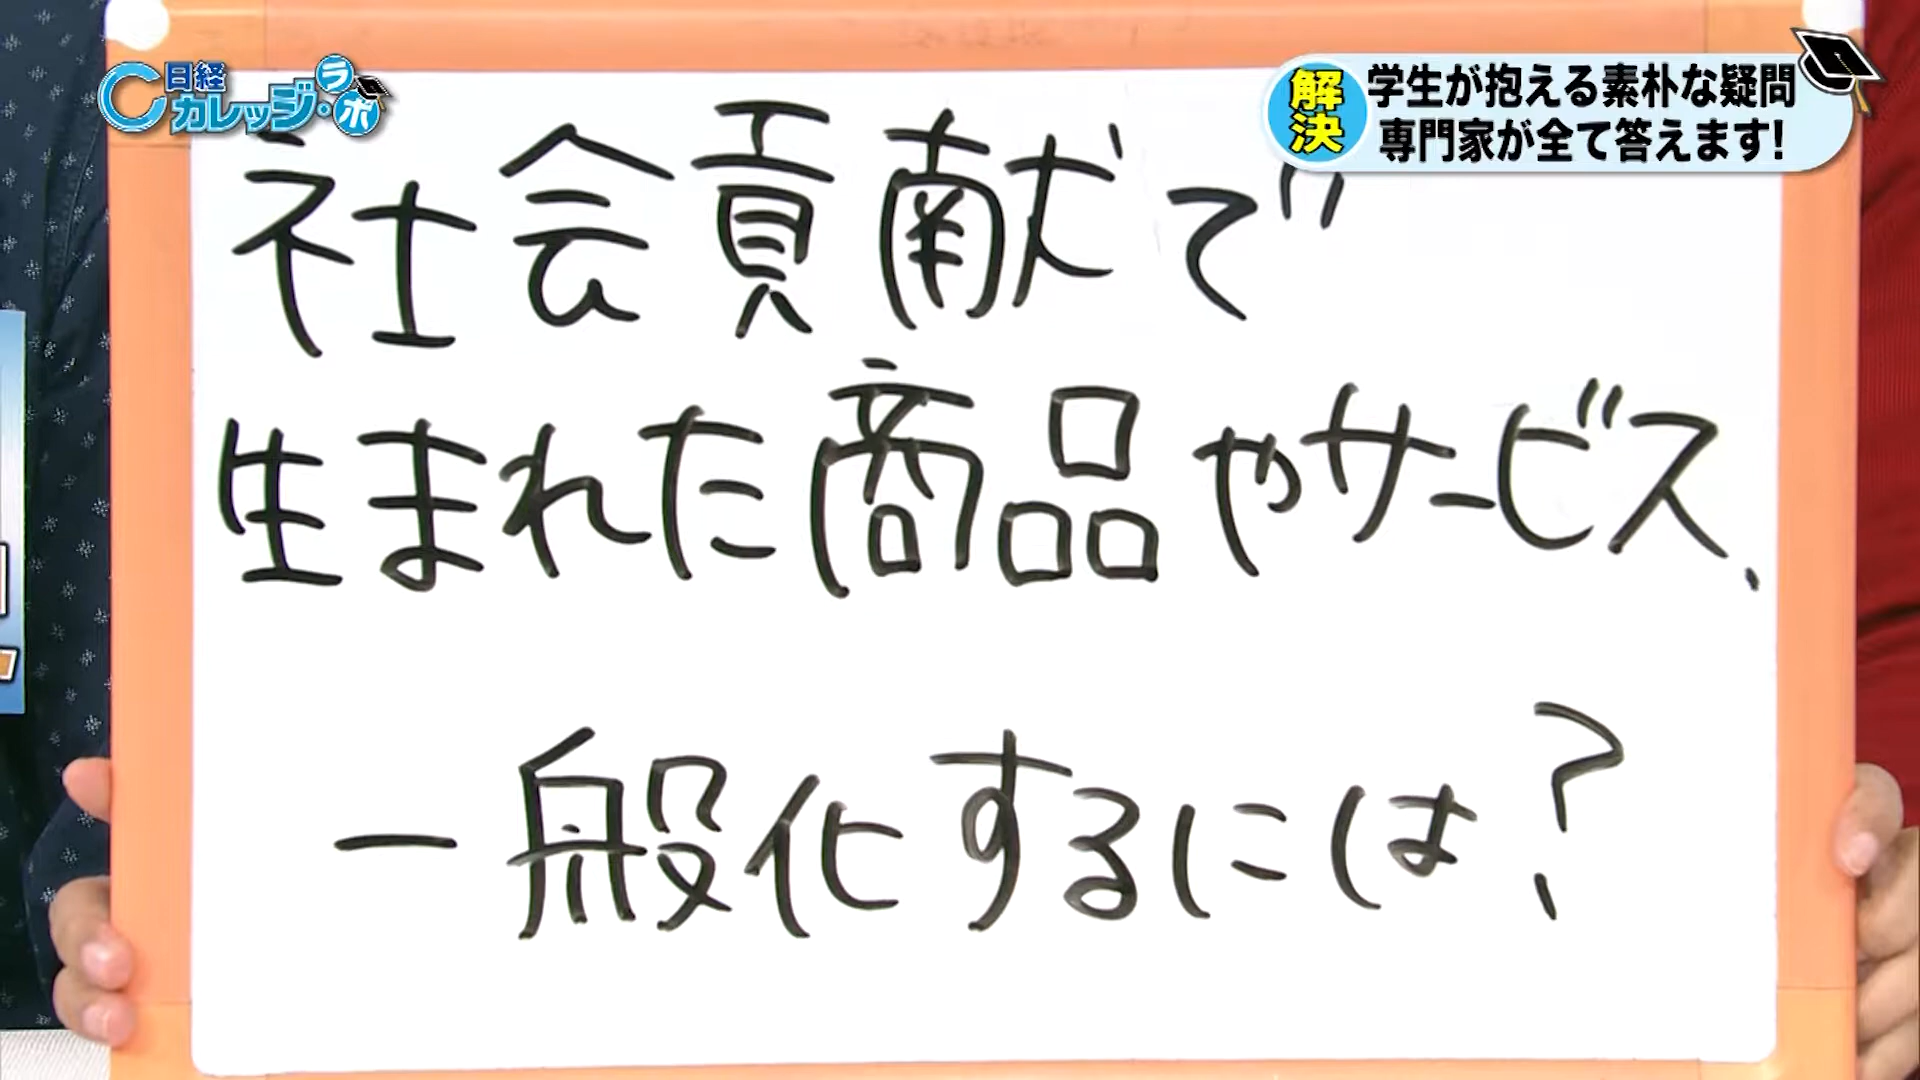 日経
カレッジ・ラボ
解決
学生が抱える素朴な疑問
専門家が全て答えます!
社会貢献で
生まれた商品やサービス、
一般化するには?